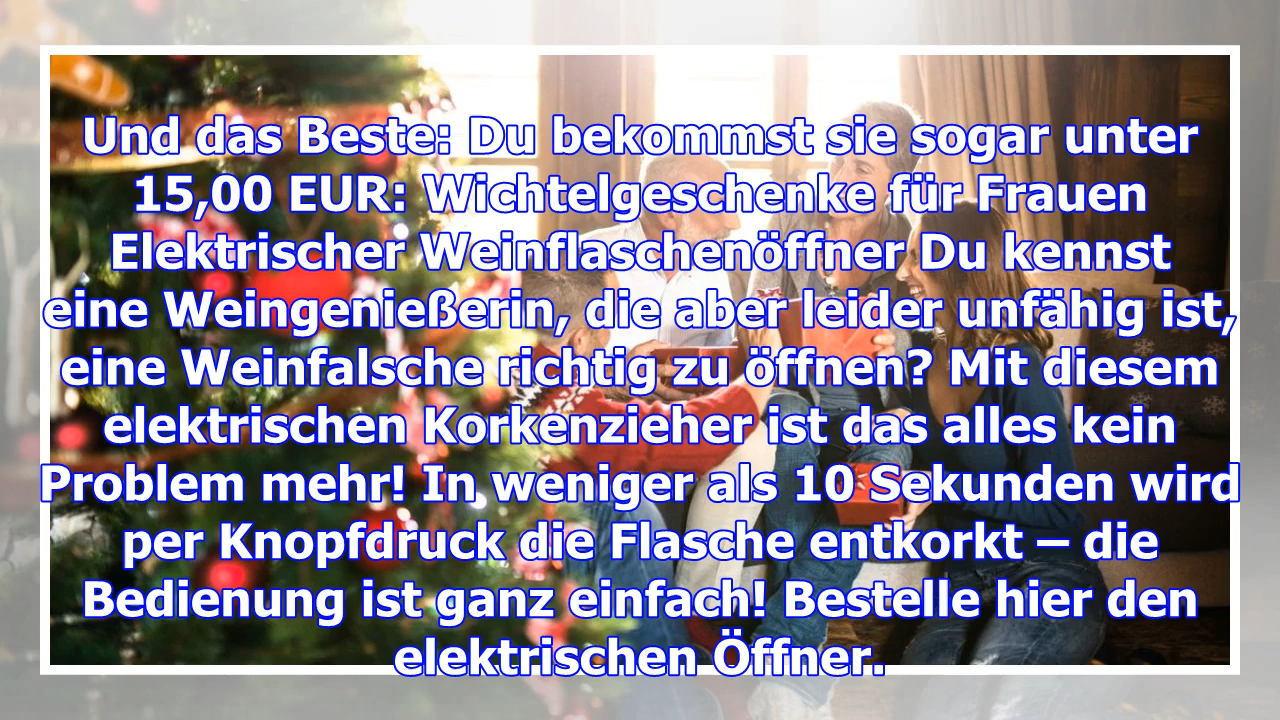 Und das Beste: Du bekommst sie sogar unter
15,00 EUR: Wichtelgeschenke für Frauen
Elektrischer Weinflaschenöffner Du kennst
eine Weingenießerin, die aber leider unfähig ist,
eine Weinfalsche richtig zu öffnen? Mit diesem
elektrischen Korkenzieher ist das alles kein
Problem mehr! In weniger als 10 Sekunden wird
per Knopfdruck die Flasche entkorkt – die
Bedienung ist ganz einfach! Bestelle hier den
elektrischen Öffner.